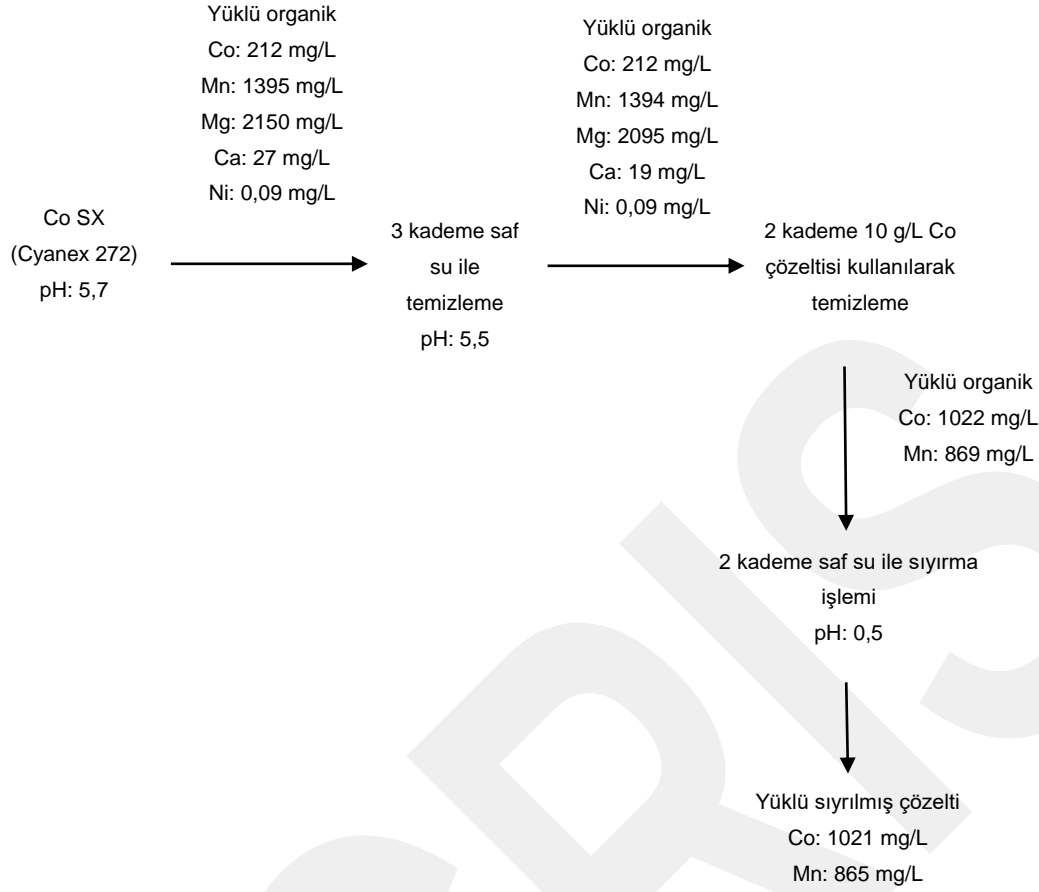 Yüklü organik
Co: 212 mg/L
Mn: 1395 mg/L
Mg: 2150 mg/L
Ca: 27 mg/L
Ni: 0,09 mg/L
Yüklü organik
Co: 212 mg/L
Mn: 1394 mg/L
Mg: 2095 mg/L
Ca: 19 mg/L
Ni: 0,09 mg/L
Co SX
(Cyanex 272)
pH: 5,7
3 kademe saf
su ile
temizleme
pH: 5,5
2 kademe 10 g/L Co
çözeltisi kullanılarak
temizleme
Yüklü organik
Co: 1022 mg/L
Mn: 869 mg/L
2 kademe saf su ile sıyırma
işlemi
pH: 0,5
Yüklü sıyrılmış çözelti
Co: 1021 mg/L
Mn: 865 mg/L